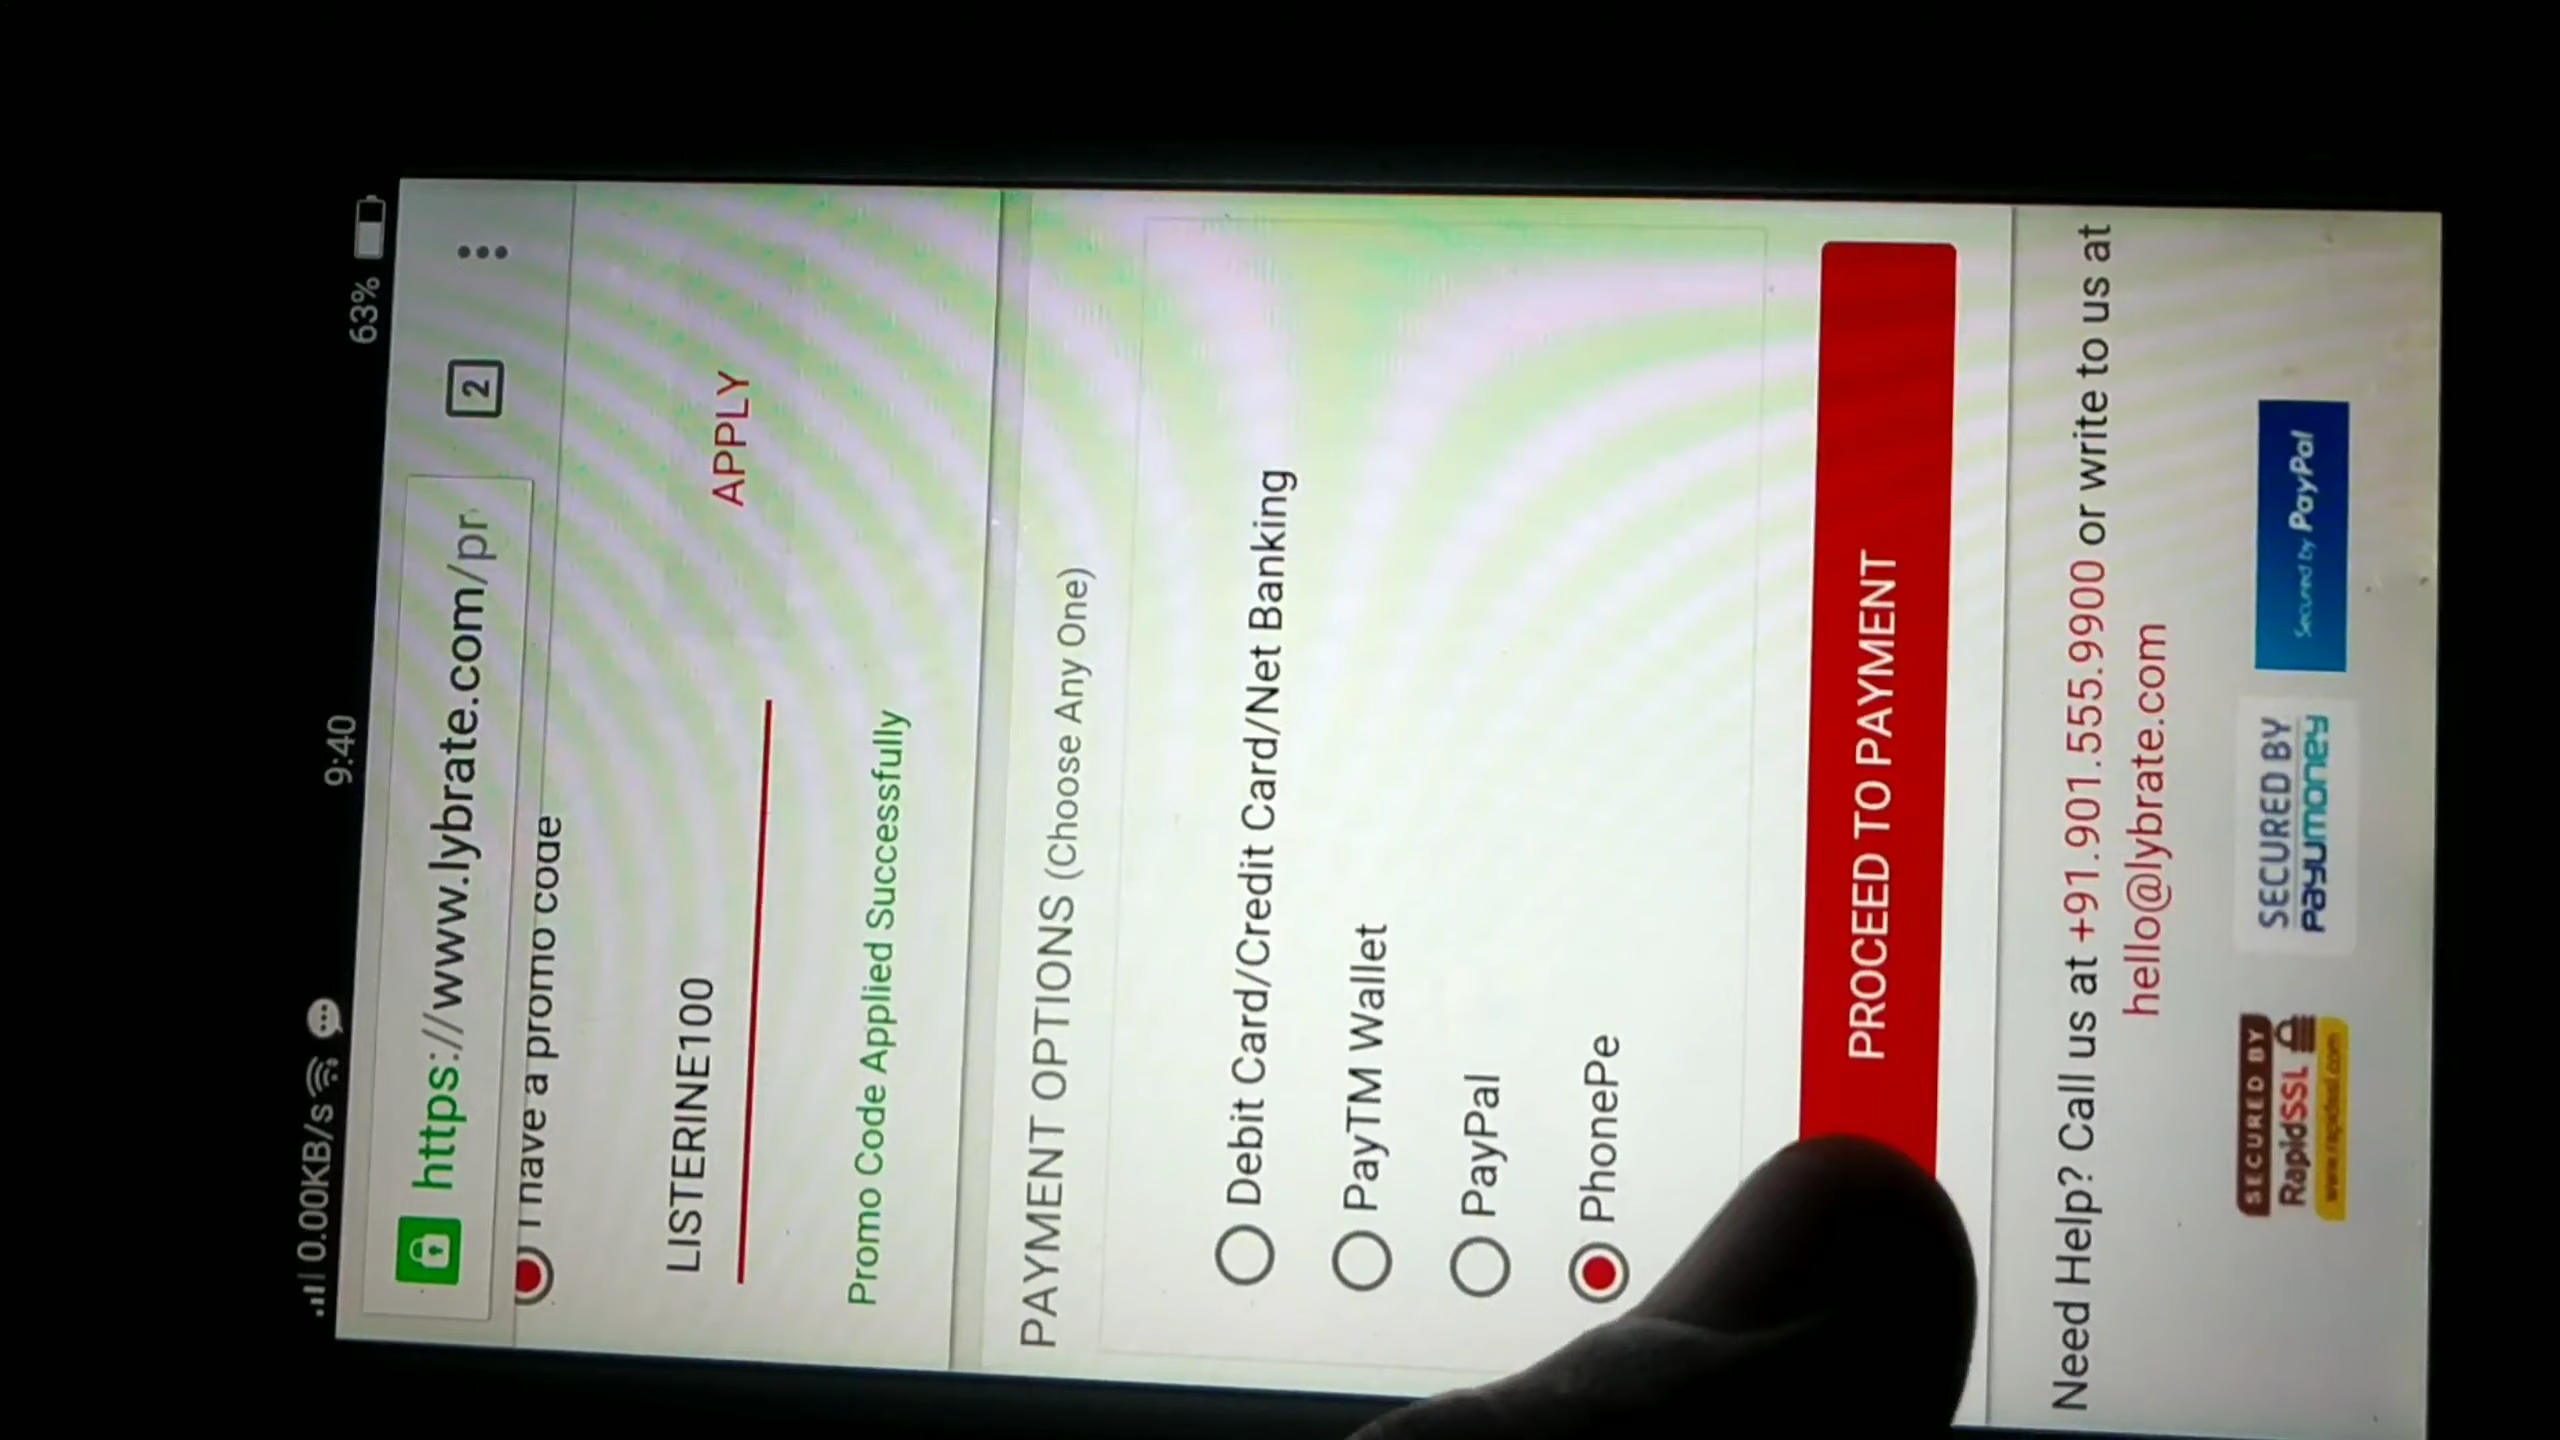 0.00KB/s 9:40 63%
https://www.lybrate.com/pr 2
I have a promo code
LISTERINE100
APPLY
Promo Code Applied Successfully
PAYMENT OPTIONS (Choose Any One)
Debit Card/Credit Card/Net Banking
PayTM Wallet
PayPal
PhonePe
PROCEED TO PAYMENT
Need Help? Call us at +91.901.555.9900 or write to us at
hello@lybrate.com
SECURED BY
RapidSSL
www.rapidssl.com
SECURED BY
Payumoney
Secured by PayPal